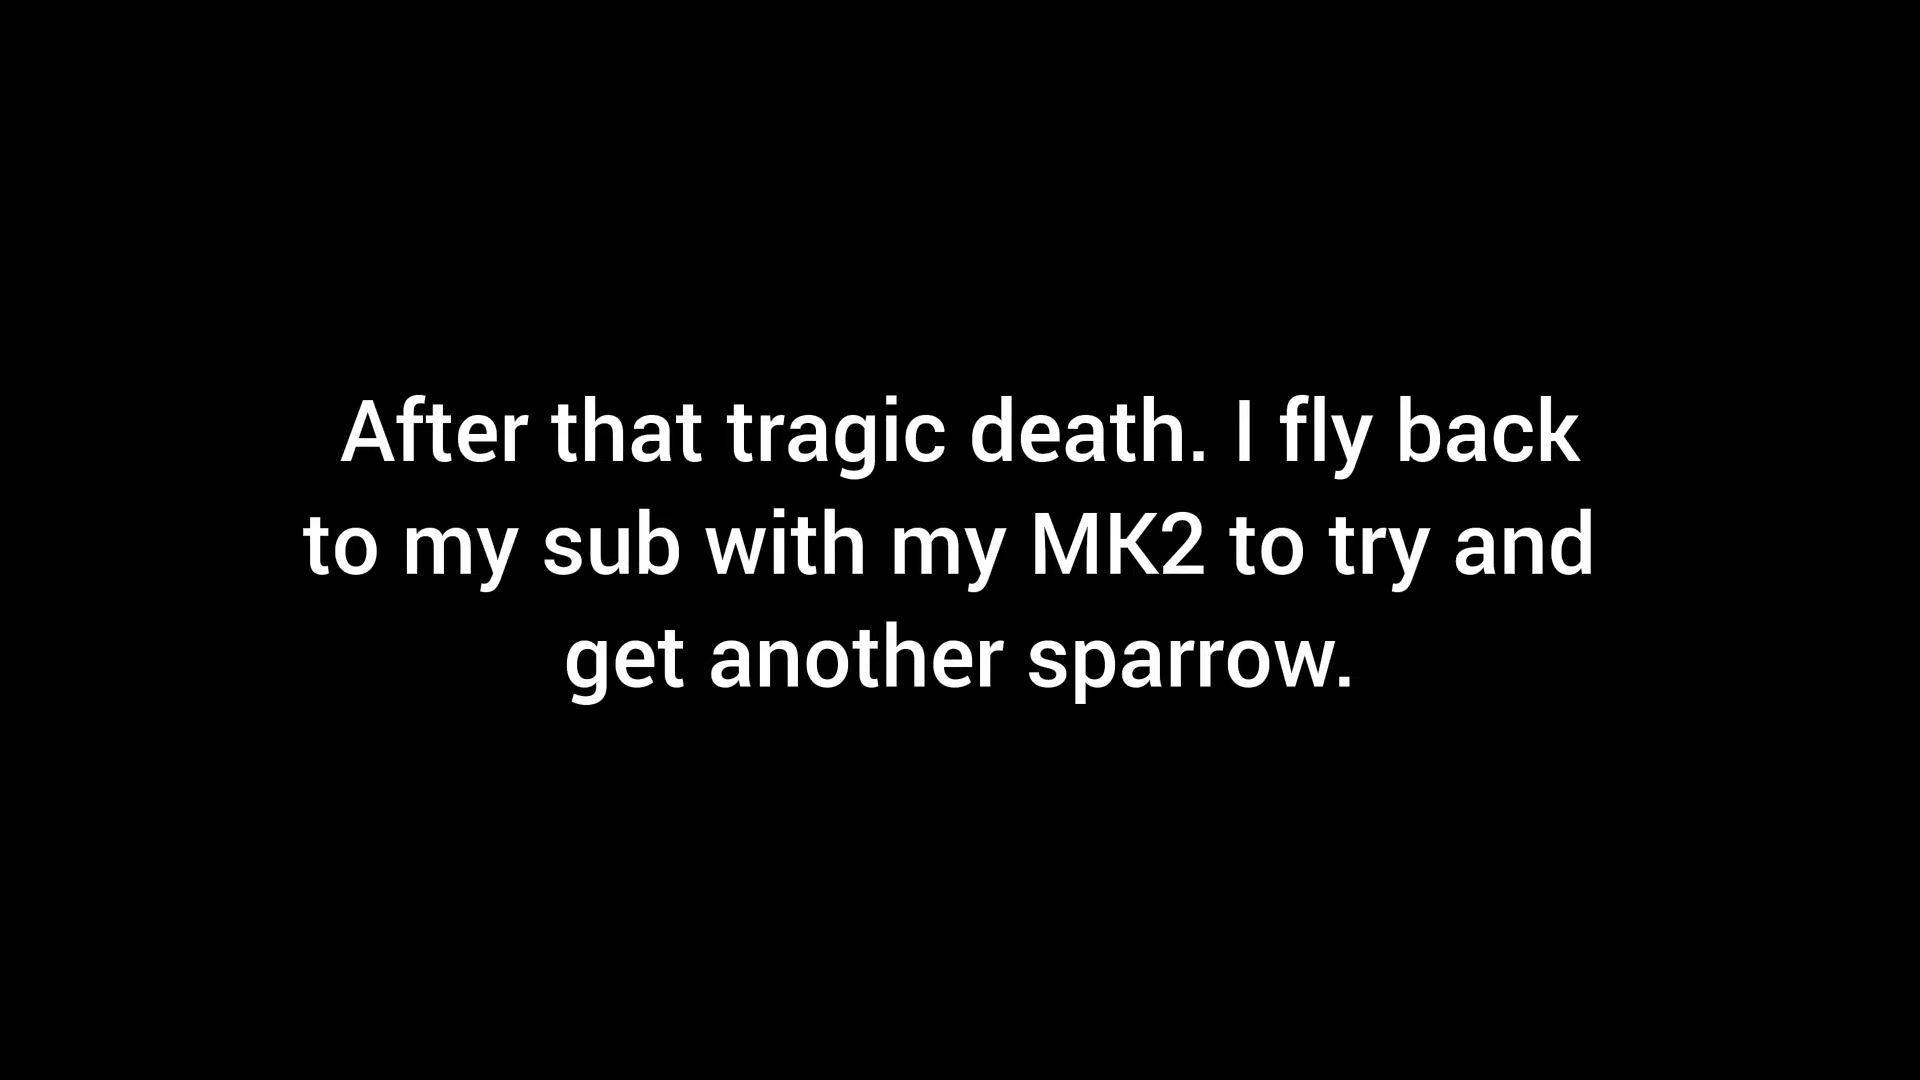 After that tragic death. I fly back
to my sub with my MK2 to try and
get another sparrow.